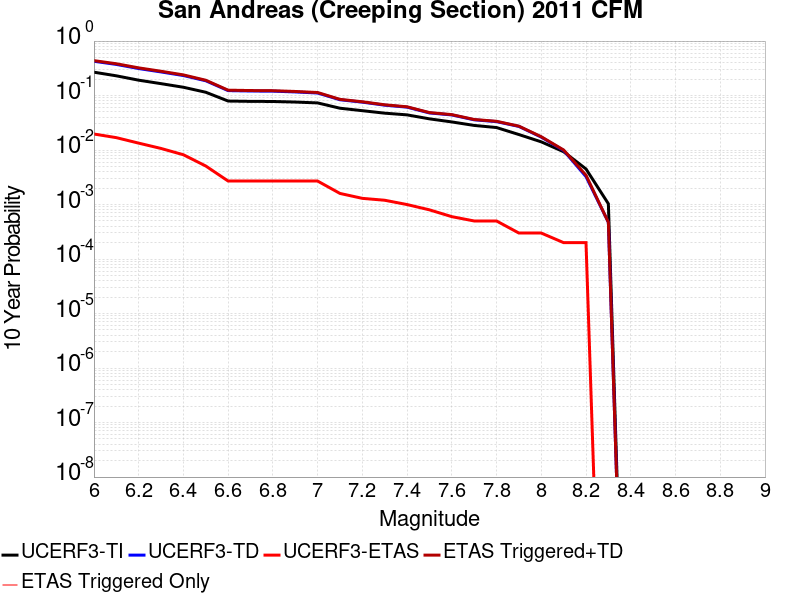 San Andreas (Creeping Section) 2011 CFM
10 0
10 -1
10 -2
10 -3
10 -4
10 -5
10 -6
10 -7
10 -8
10 Year Probability
6 6.2 6.4 6.6 6.8 7 7.2 7.4 7.6 7.8 8 8.2 8.4 8.6 8.8 9
Magnitude
UCERF3-TI UCERF3-TD UCERF3-ETAS ETAS Triggered+TD
ETAS Triggered Only